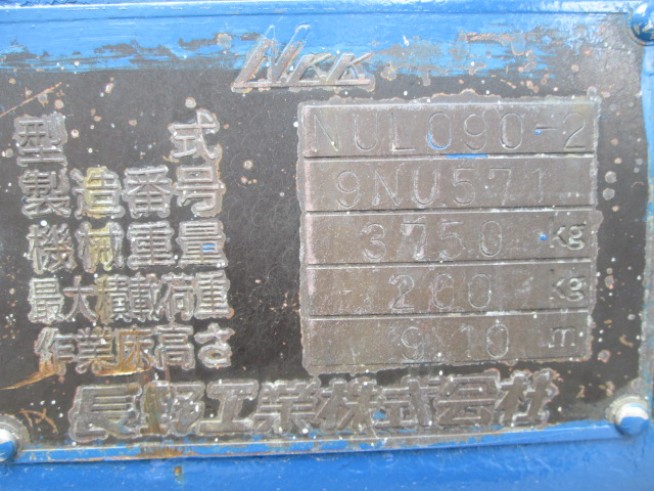 Nkk
型式 NUL090-2
製造番号 9NU571
機械重量 3750 kg
最大積載荷重 200 kg
作業床高さ 9.10 m
長野工業株式会社